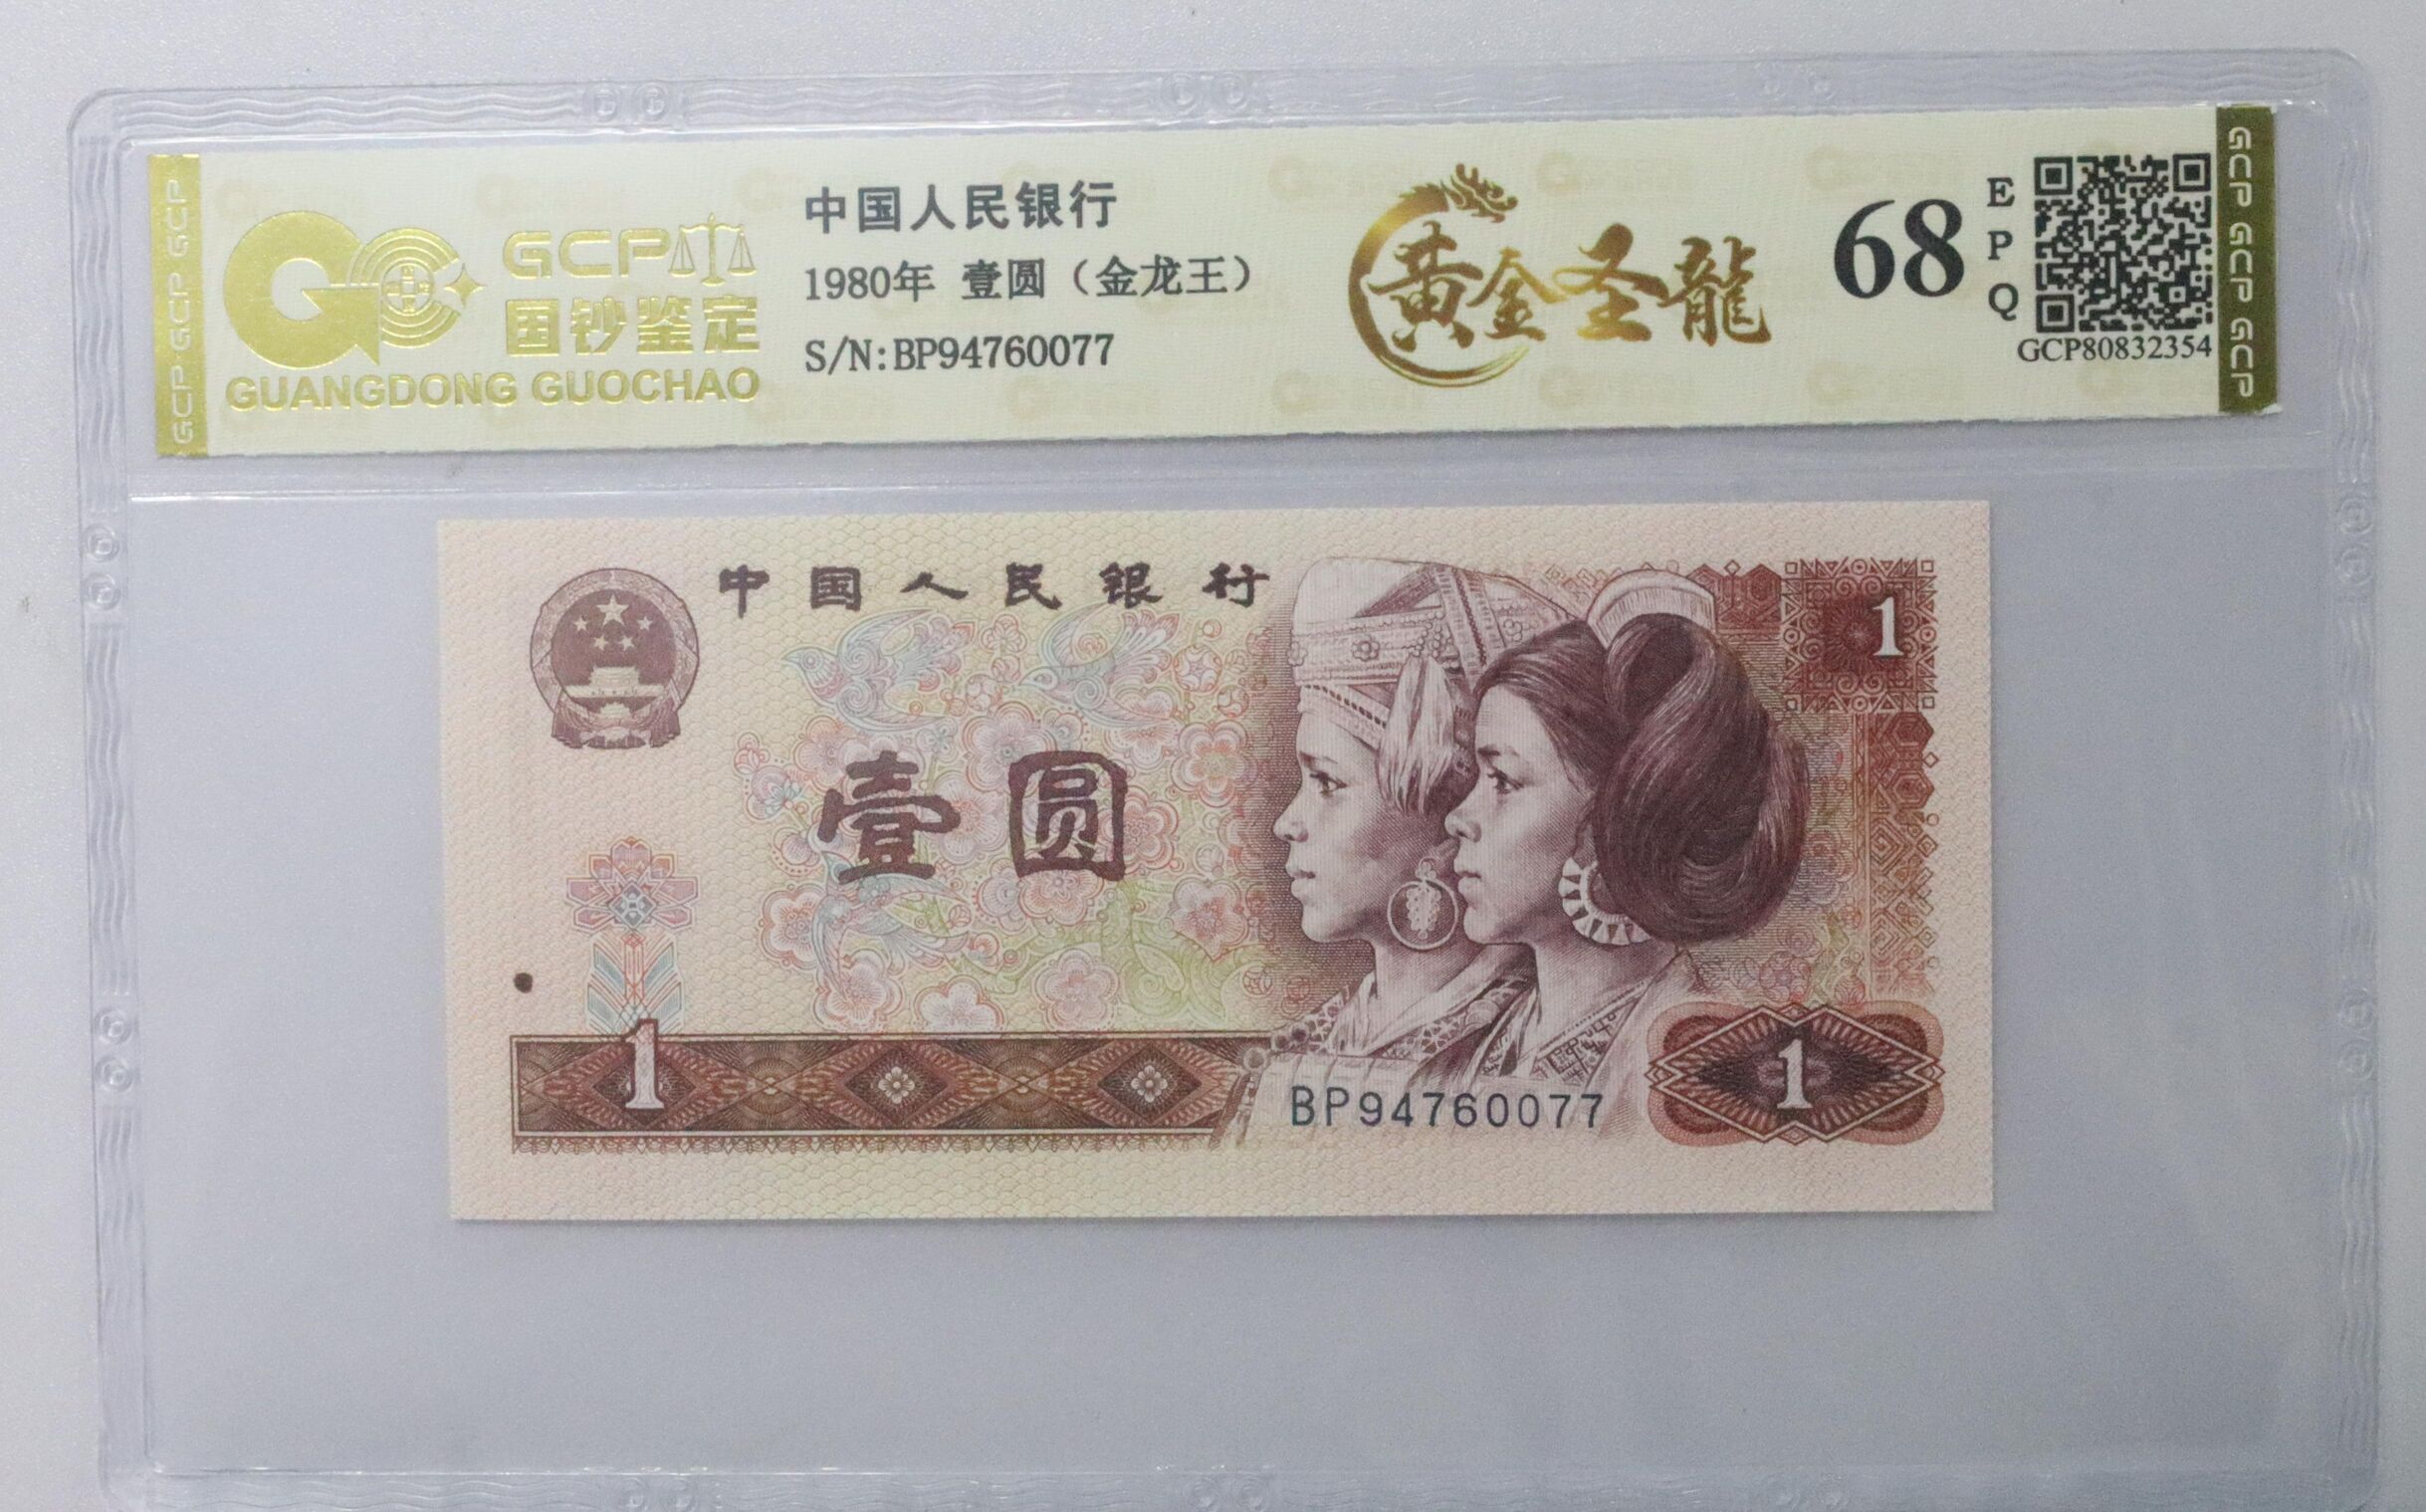 GCP GCP GCP
GCP
国钞鉴定
GUANGDONG GUOCHAO
中国人民银行
1980年 壹圆（金龙王）
S/N:BP94760077
黄金圣龍
68
EPQ
GCP80832354
GCP GCP GCP
中国人民银行
1
壹圆
1
BP94760077
1